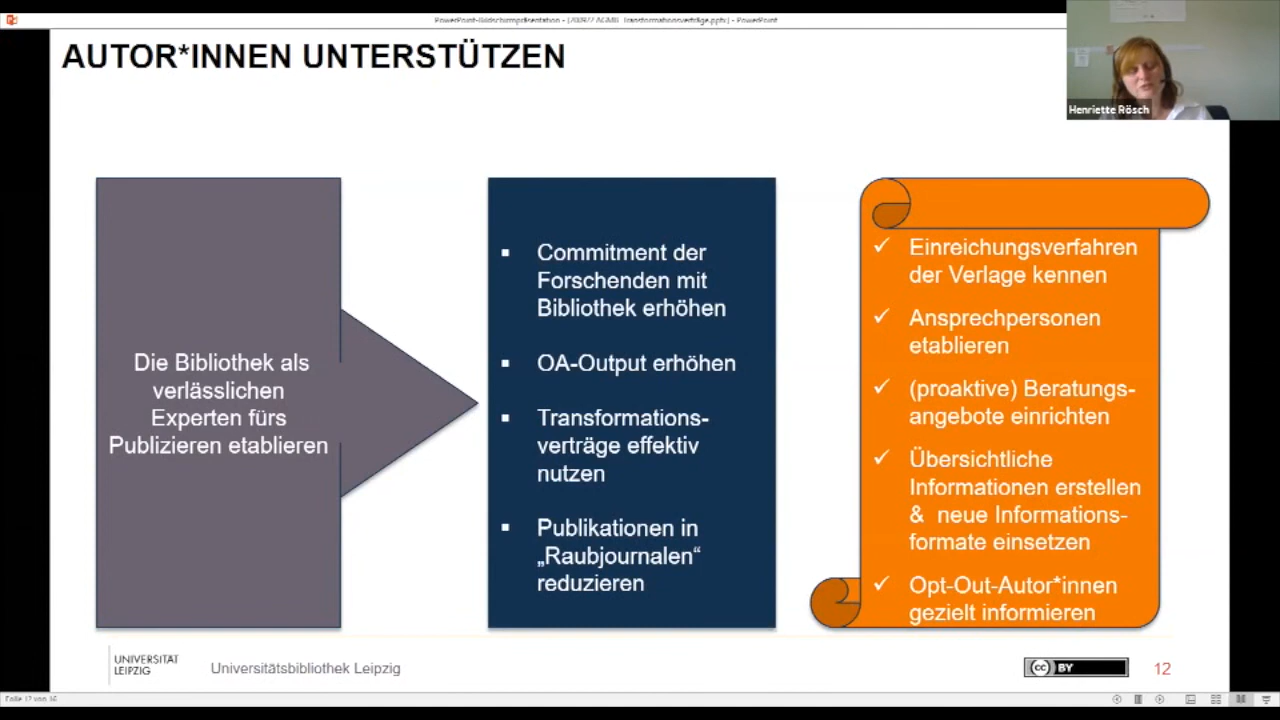 AUTOR*INNEN UNTERSTÜTZEN
Henriette Rösch
Die Bibliothek als
verlässlichen
Experten fürs
Publizieren etablieren
▪ Commitment der
Forschenden mit
Bibliothek erhöhen
▪ OA-Output erhöhen
▪ Transformations-
verträge effektiv
nutzen
▪ Publikationen in
„Raubjournalen“
reduzieren
✓ Einreichungsverfahren
der Verlage kennen
✓ Ansprechpersonen
etablieren
✓ (proaktive) Beratungs-
angebote einrichten
✓ Übersichtliche
Informationen erstellen
& neue Informations-
formate einsetzen
✓ Opt-Out-Autor*innen
gezielt informieren
UNIVERSITÄT
LEIPZIG
Universitätsbibliothek Leipzig
cc BY
12